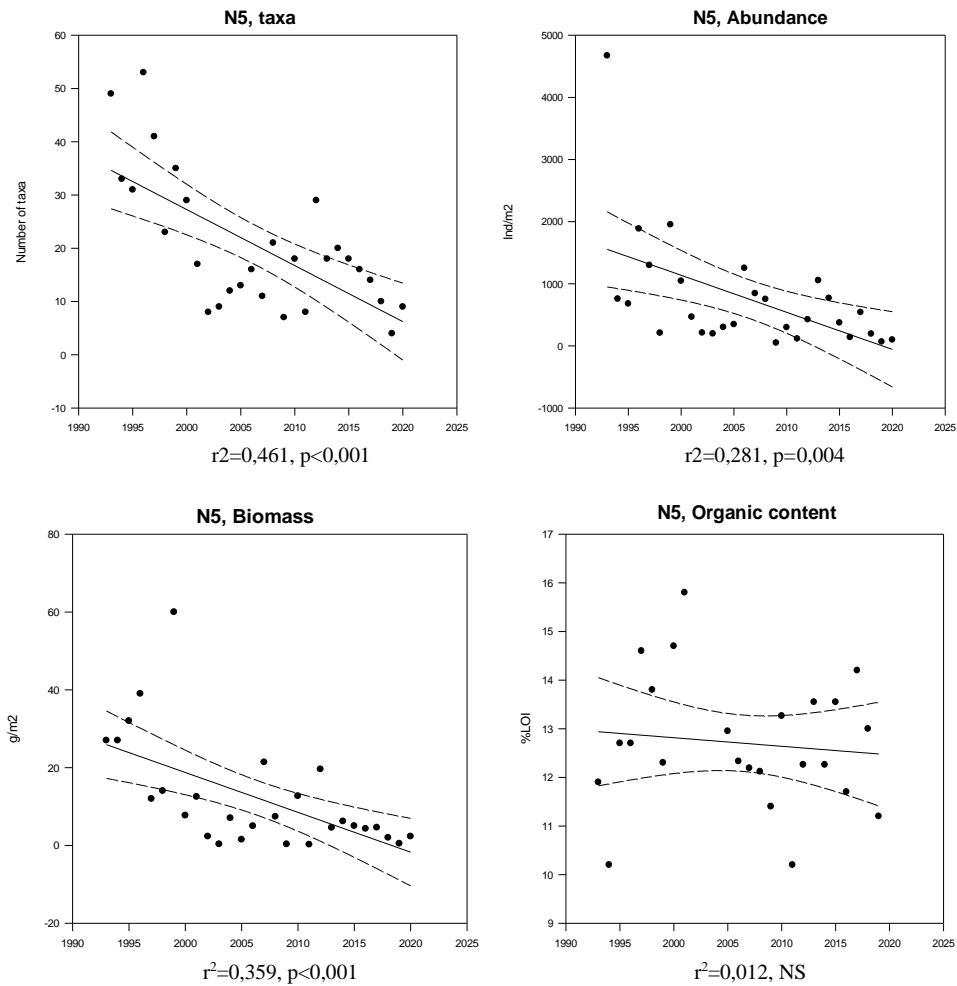 N5, taxa
60
50
40
30
20
10
0
-10
Number of taxa
1990 1995 2000 2005 2010 2015 2020 2025
r2=0,461, p<0,001
N5, Abundance
5000
4000
3000
2000
1000
0
-1000
Ind/m2
1990 1995 2000 2005 2010 2015 2020 2025
r2=0,281, p=0,004
N5, Biomass
80
60
40
20
0
-20
g/m2
1990 1995 2000 2005 2010 2015 2020 2025
r²=0,359, p<0,001
N5, Organic content
17
16
15
14
13
12
11
10
9
%LOI
1990 1995 2000 2005 2010 2015 2020 2025
r²=0,012, NS